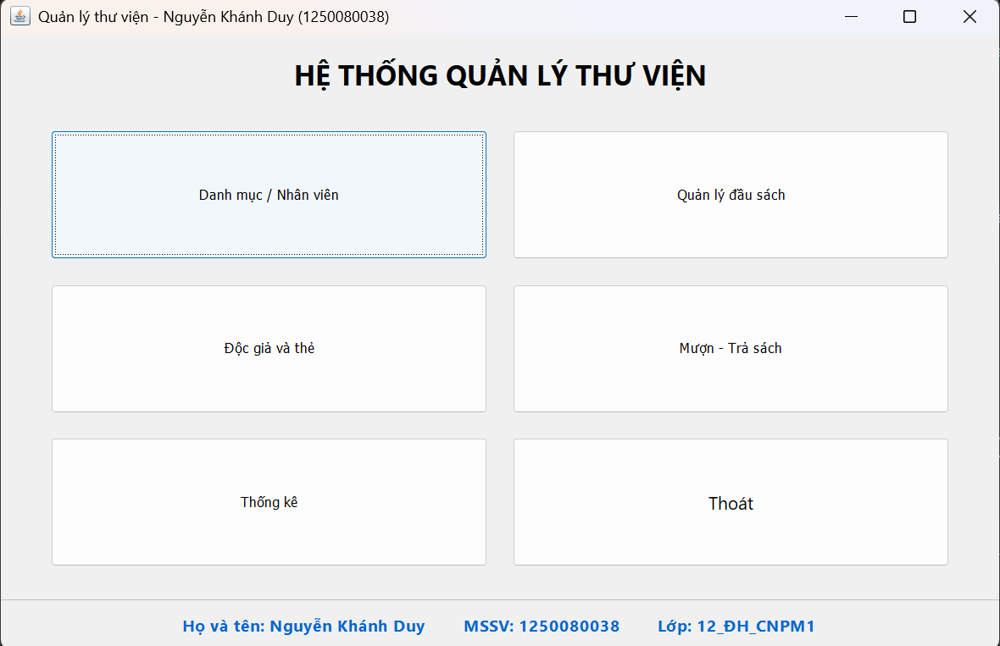 Quản lý thư viện - Nguyễn Khánh Duy (1250080038)
HỆ THỐNG QUẢN LÝ THƯ VIỆN
Danh mục / Nhân viên
Quản lý đầu sách
Độc giả và thẻ
Mượn - Trả sách
Thống kê
Thoát
Họ và tên: Nguyễn Khánh Duy MSSV: 1250080038 Lớp: 12_ĐH_CNPM1